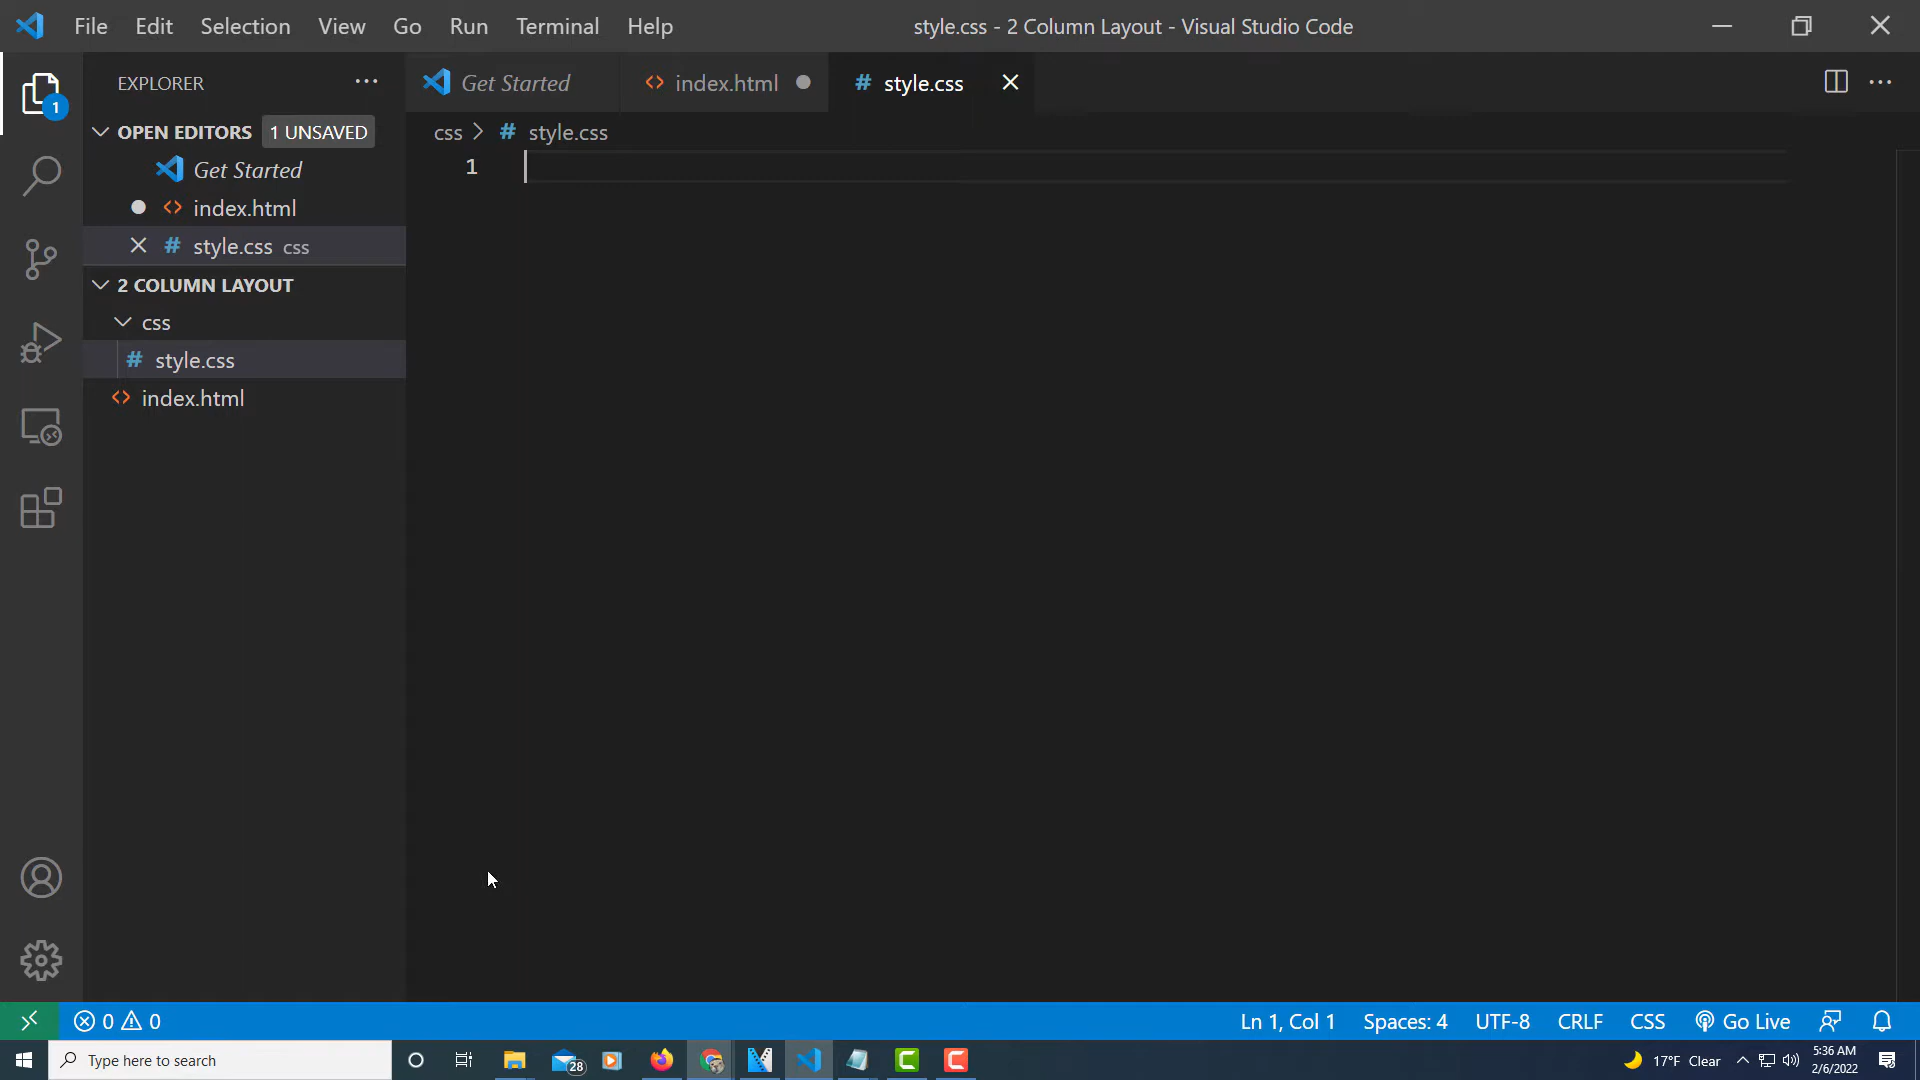 File Edit Selection View Go Run Terminal Help
style.css - 2 Column Layout - Visual Studio Code
EXPLORER
Get Started
index.html
# style.css
1
OPEN EDITORS
1 UNSAVED
Get Started
index.html
# style.css css
2 COLUMN LAYOUT
css
# style.css
index.html
css > # style.css
1
0 0
Ln 1, Col 1
Spaces: 4
UTF-8
CRLF
CSS
Go Live
Type here to search
28
17°F Clear
5:36 AM
2/6/2022